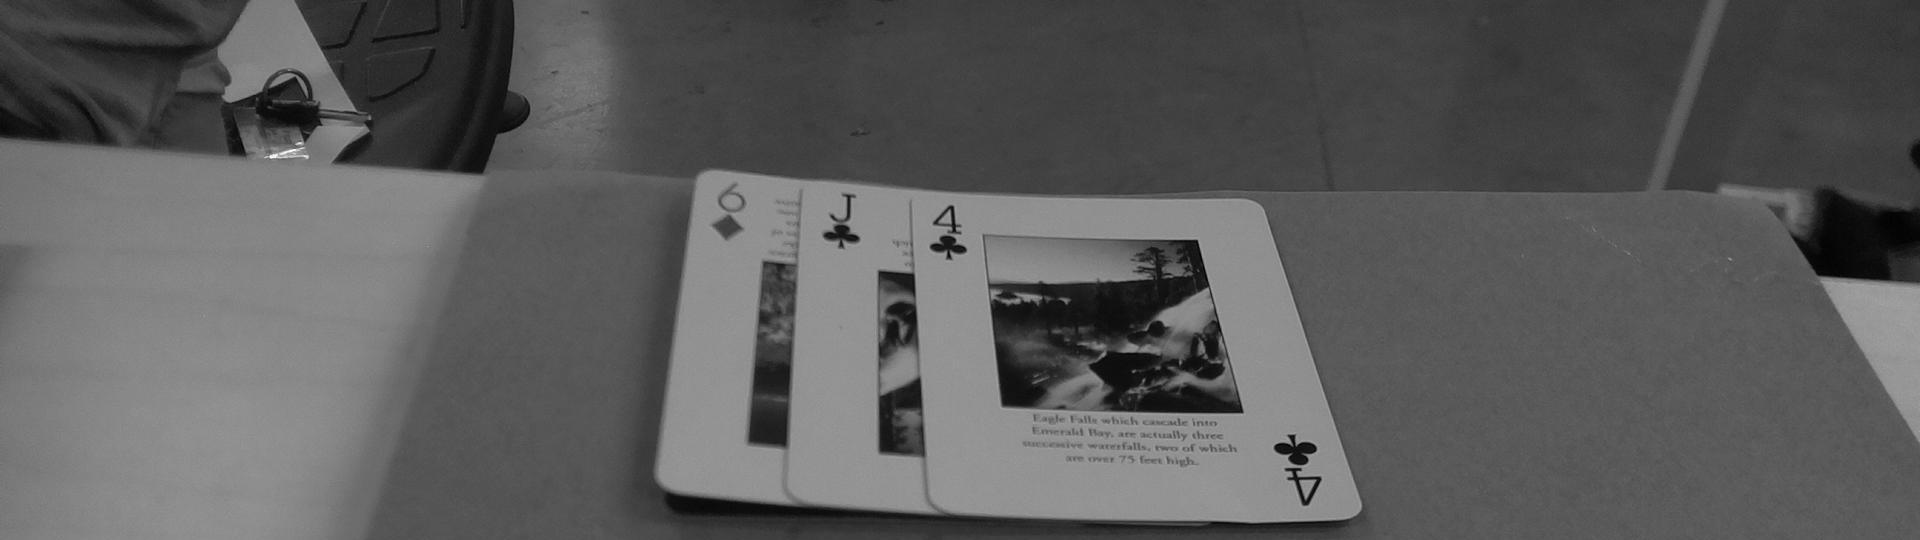 6
J
4
Eagle Falls which cascade into
Emerald Bay, are actually three
successive waterfalls, two of which
are over 75 feet high.
4